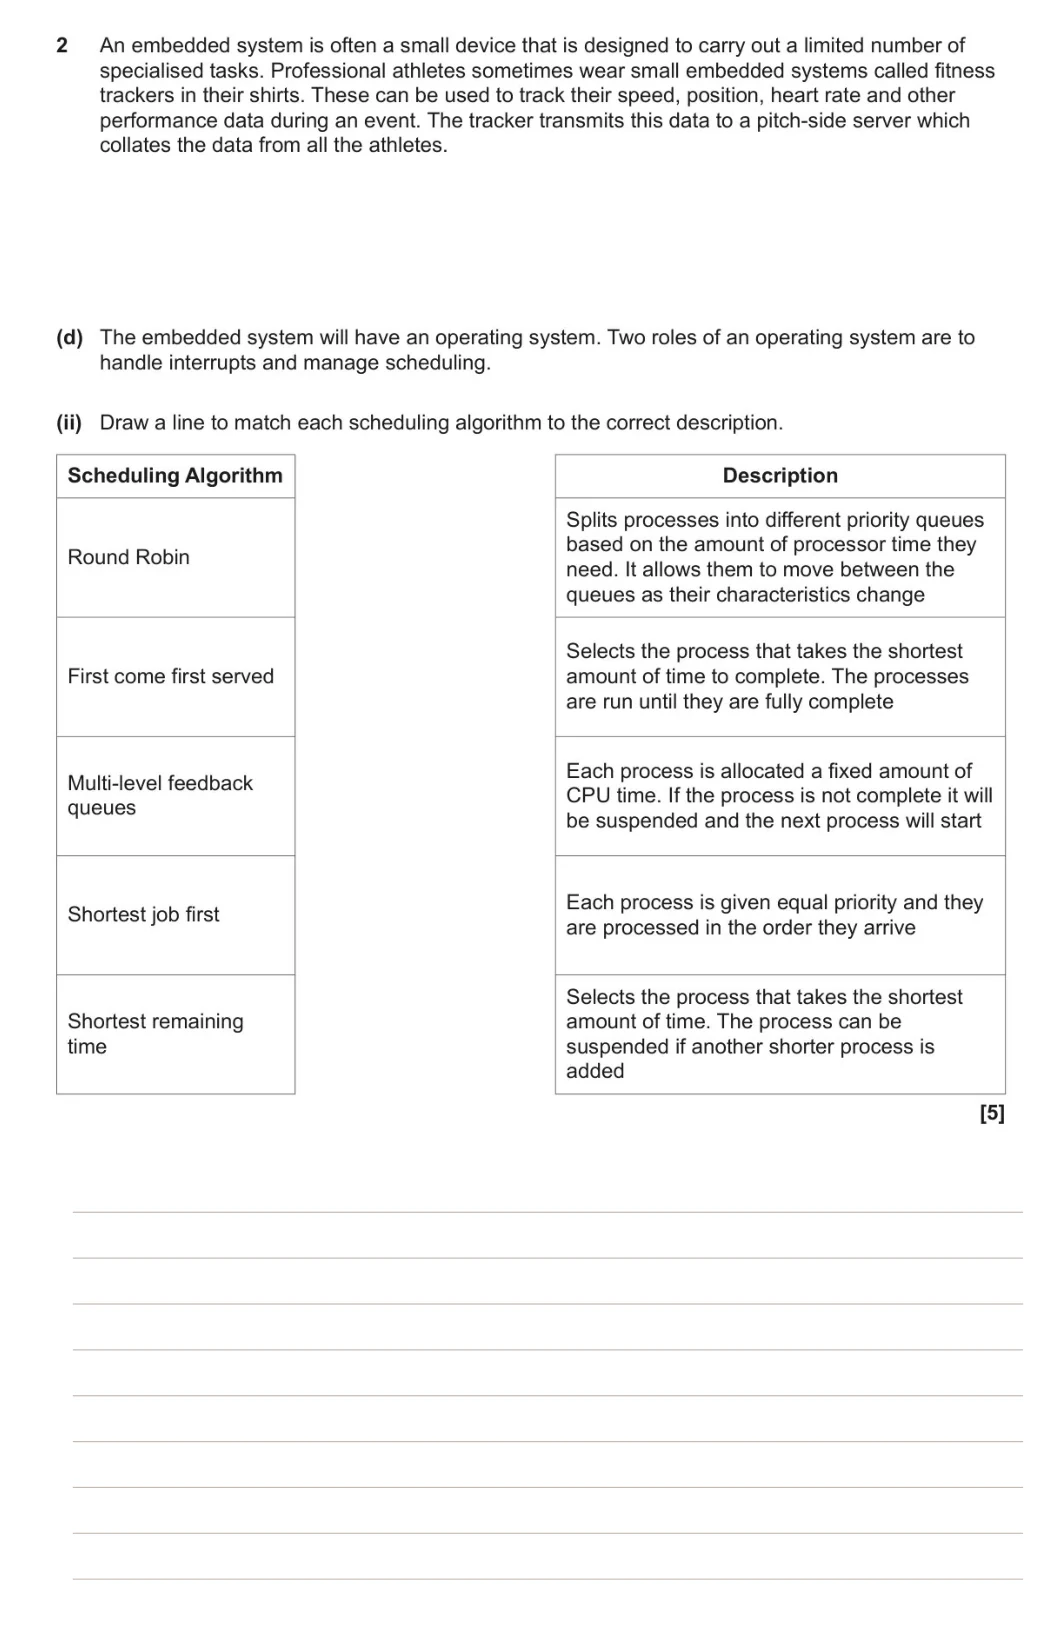 2 An embedded system is often a small device that is designed to carry out a limited number of
specialised tasks. Professional athletes sometimes wear small embedded systems called fitness
trackers in their shirts. These can be used to track their speed, position, heart rate and other
performance data during an event. The tracker transmits this data to a pitch-side server which
collates the data from all the athletes.
(d) The embedded system will have an operating system. Two roles of an operating system are to
handle interrupts and manage scheduling.
(ii) Draw a line to match each scheduling algorithm to the correct description.
Scheduling Algorithm
Round Robin
First come first served
Multi-level feedback
queues
Shortest job first
Shortest remaining
time
Description
Splits processes into different priority queues
based on the amount of processor time they
need. It allows them to move between the
queues as their characteristics change
Selects the process that takes the shortest
amount of time to complete. The processes
are run until they are fully complete
Each process is allocated a fixed amount of
CPU time. If the process is not complete it will
be suspended and the next process will start
Each process is given equal priority and they
are processed in the order they arrive
Selects the process that takes the shortest
amount of time. The process can be
suspended if another shorter process is
added
[5]